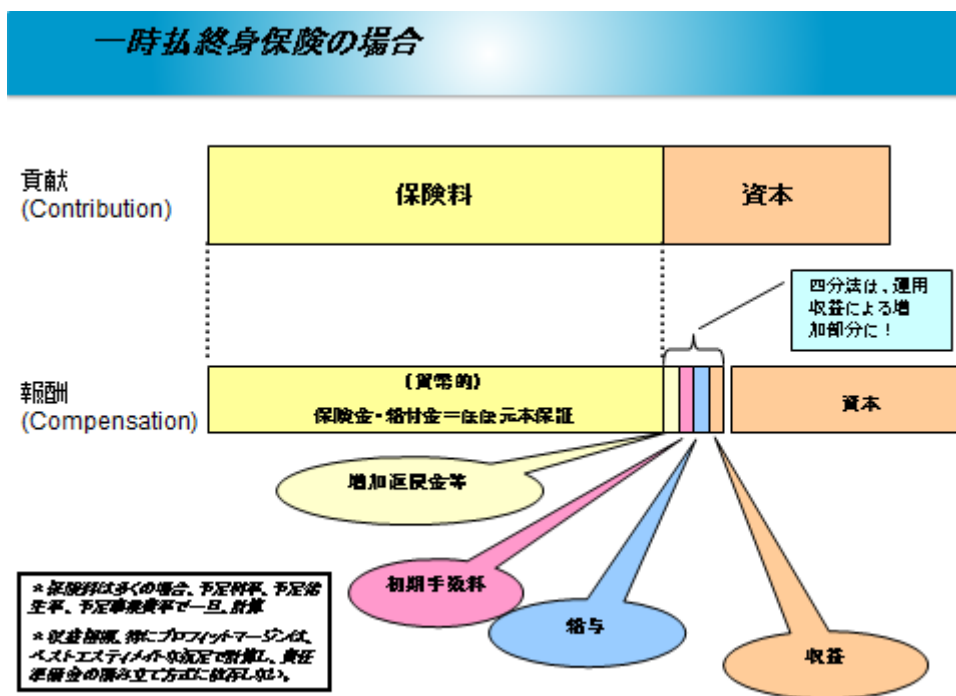 一時払終身保険の場合
貢献
(Contribution)
保険料
資本
四分法は、運用
収益による増
加部分に！
報酬
(Compensation)
(貨幣的)
保険金・給付金＝ほぼ元本保証
資本
増加返戻金等
初期手数料
給与
収益
＊保険料は多くの場合、予定利率、予定発
生率、予定事業費率で一旦、計算
＊収益指標、特にプロフィットマージンは、
ベストエスティメイトな仮定で計算し、責任
準備金の積み立て方式に依存しない。